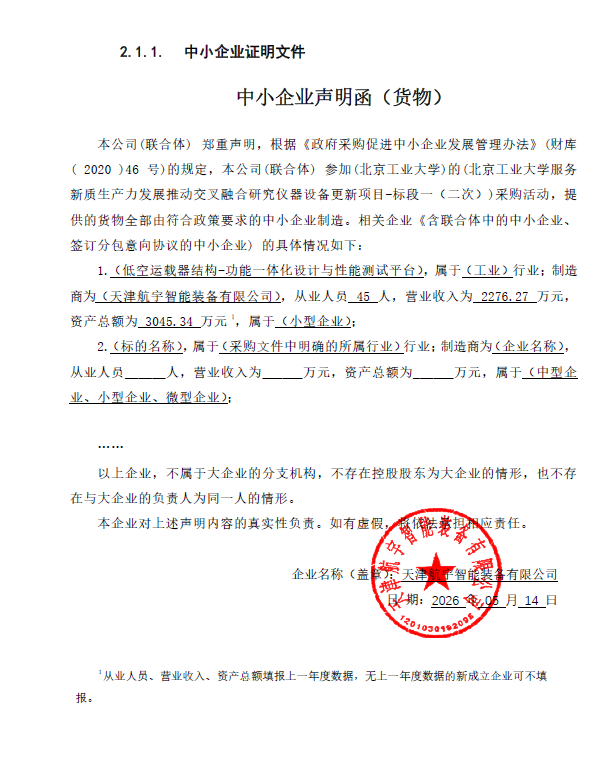 2.1.1. 中小企业证明文件
中小企业声明函（货物）
本公司(联合体) 郑重声明，根据《政府采购促进中小企业发展管理办法》(财库
( 2020 )46 号)的规定，本公司(联合体) 参加(北京工业大学)的(北京工业大学服务
新质生产力发展推动交叉融合研究仪器设备更新项目-标段一（二次）)采购活动，提
供的货物全部由符合政策要求的中小企业制造。相关企业《含联合体中的中小企业、
签订分包意向协议的中小企业）的具体情况如下：
1.（低空运载器结构-功能一体化设计与性能测试平台），属于（工业）行业；制造
商为（天津航宇智能装备有限公司），从业人员 45 人，营业收入为 2276.27 万元，
资产总额为 3045.34 万元¹，属于（小型企业）；
2.（标的名称），属于（采购文件中明确的所属行业）行业；制造商为（企业名称），
从业人员______人，营业收入为______万元，资产总额为______万元，属于（中型企
业、小型企业、微型企业）；
……
以上企业，不属于大企业的分支机构，不存在控股股东为大企业的情形，也不存
在与大企业的负责人为同一人的情形。
本企业对上述声明内容的真实性负责。如有虚假，将依法承担相应责任。
企业名称（盖章）：天津航宇智能装备有限公司
日 期：2026 年 05 月 14 日
天津航宇智能装备有限公司
1201030192095
¹从业人员、营业收入、资产总额填报上一年度数据，无上一年度数据的新成立企业可不填
报。